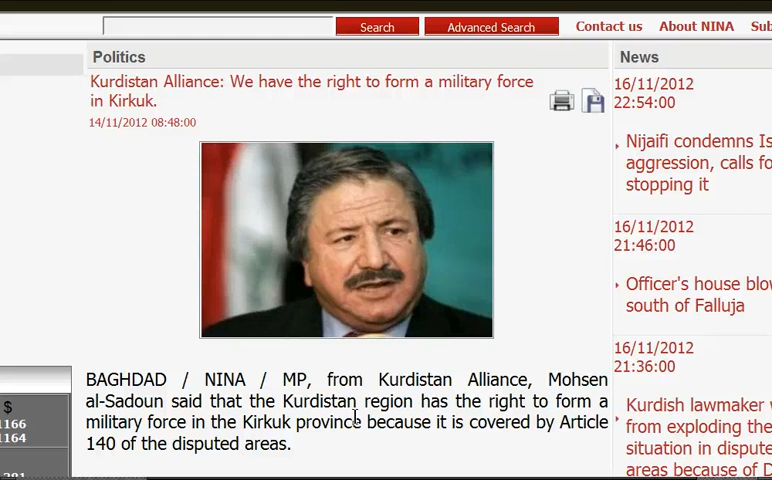 Search
Advanced Search
Contact us
About NINA
Politics
Kurdistan Alliance: We have the right to form a military force
in Kirkuk.
14/11/2012 08:48:00
BAGHDAD / NINA / MP, from Kurdistan Alliance, Mohsen
al-Sadoun said that the Kurdistan region has the right to form a
military force in the Kirkuk province because it is covered by Article
140 of the disputed areas.
$
1166
1164
News
16/11/2012
22:54:00
Nijaifi condemns Is
aggression, calls fo
stopping it
16/11/2012
21:46:00
Officer's house blo
south of Falluja
16/11/2012
21:36:00
Kurdish lawmaker
from exploding the
situation in dispute
areas because of D